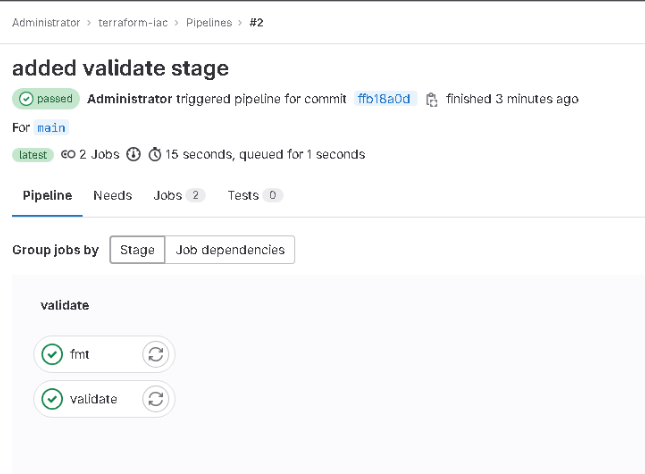 Administrator > terraform-iac > Pipelines > #2
added validate stage
passed Administrator triggered pipeline for commit ffb18a0d finished 3 minutes ago
For main
latest 2 Jobs 15 seconds, queued for 1 seconds
Pipeline Needs Jobs 2 Tests 0
Group jobs by Stage Job dependencies
validate
fmt
validate